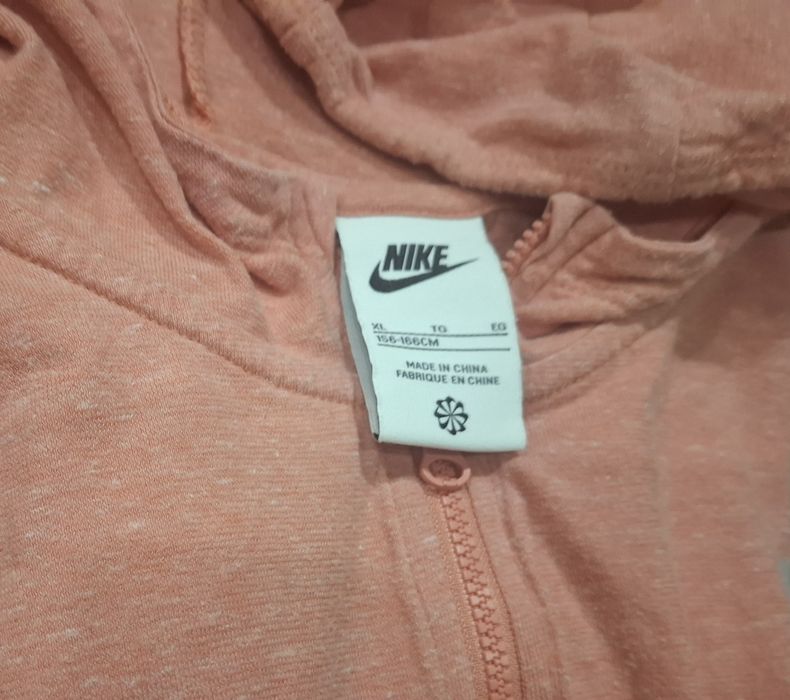 NIKE
XL TG EG
156-166CM
MADE IN CHINA
FABRIQUE EN CHINE